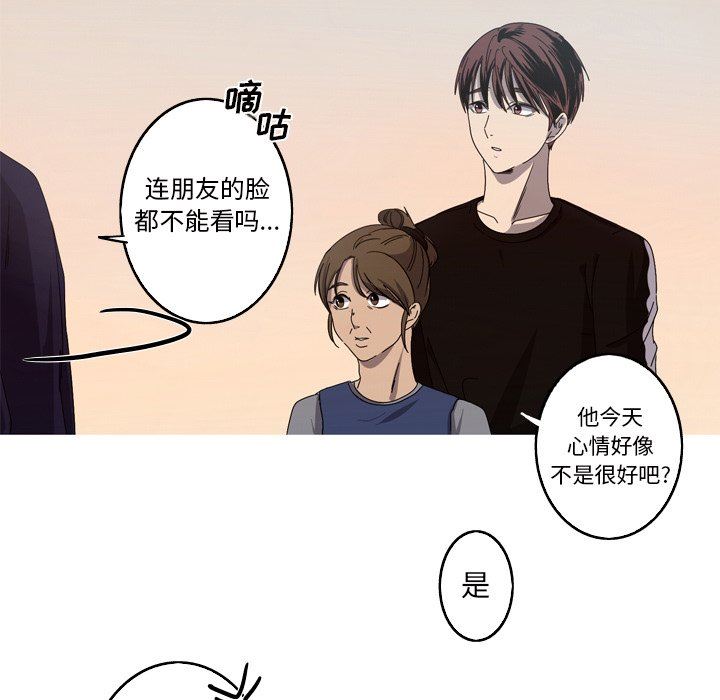 嘀
咕
连朋友的脸
都不能看吗…
他今天
心情好像
不是很好吧?
是